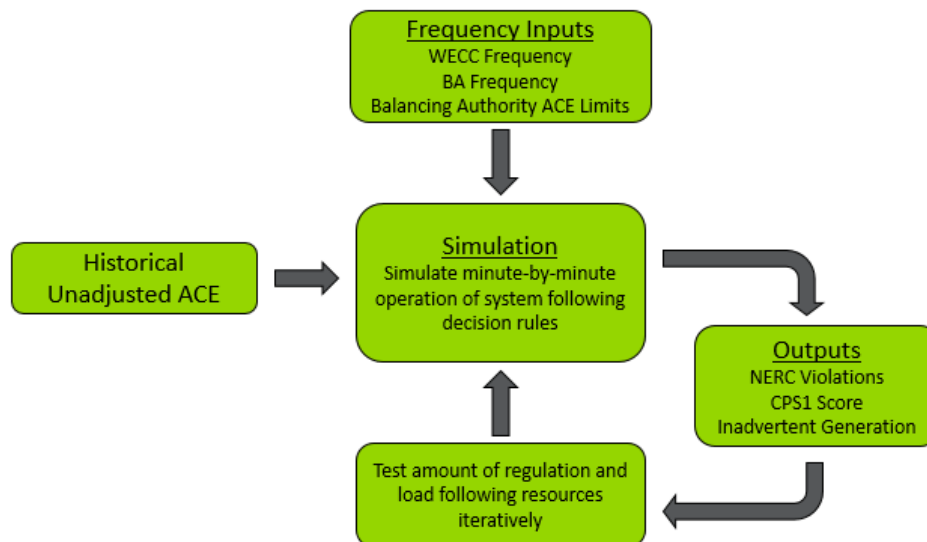 Frequency Inputs
WECC Frequency
BA Frequency
Balancing Authority ACE Limits
Historical
Unadjusted ACE
Simulation
Simulate minute-by-minute
operation of system following
decision rules
Outputs
NERC Violations
CPS1 Score
Inadvertent Generation
Test amount of regulation and
load following resources
iteratively